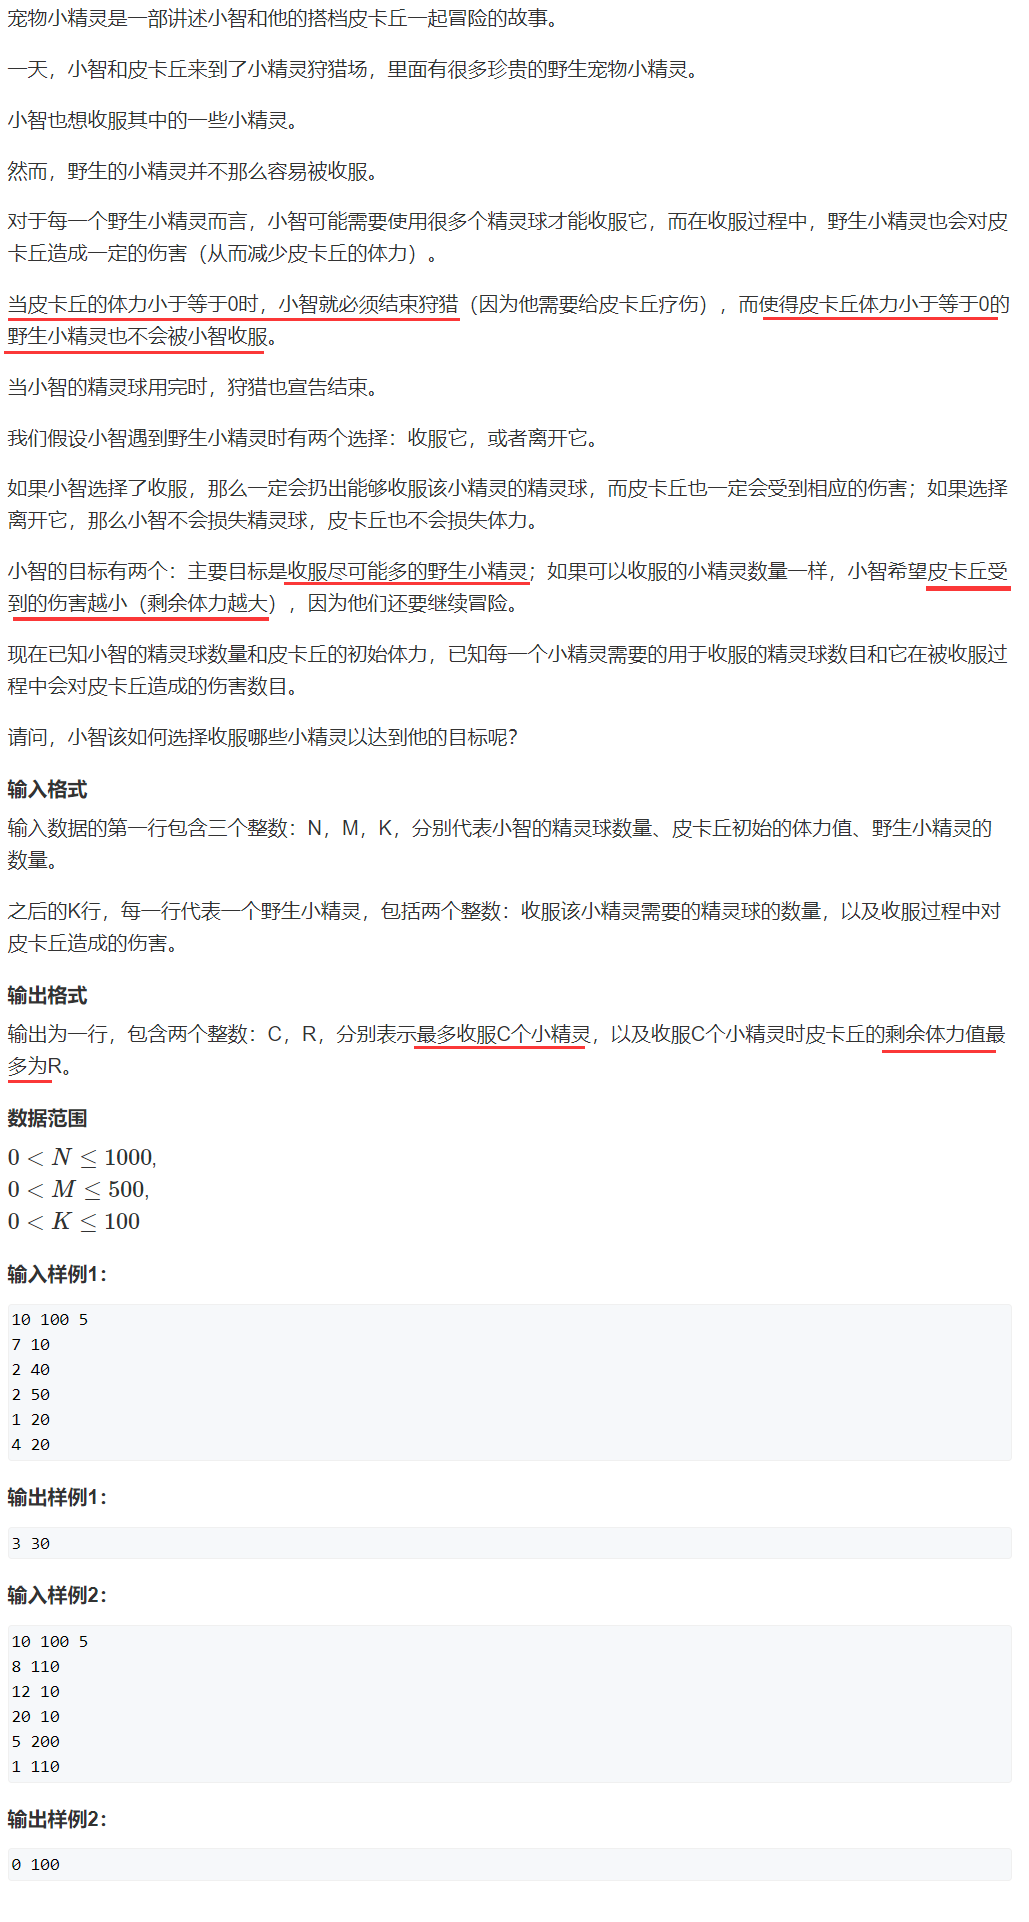 宠物小精灵是一部讲述小智和他的搭档皮卡丘一起冒险的故事。
一天，小智和皮卡丘来到了小精灵狩猎场，里面有很多珍贵的野生宠物小精灵。
小智也想收服其中的一些小精灵。
然而，野生的小精灵并不那么容易被收服。
对于每一个野生小精灵而言，小智可能需要使用很多个精灵球才能收服它，而在收服过程中，野生小精灵也会对皮
卡丘造成一定的伤害（从而减少皮卡丘的体力）。
当皮卡丘的体力小于等于0时，小智就必须结束狩猎（因为他需要给皮卡丘疗伤），而使得皮卡丘体力小于等于0的
野生小精灵也不会被小智收服。
当小智的精灵球用完时，狩猎也宣告结束。
我们假设小智遇到野生小精灵时有两个选择：收服它，或者离开它。
如果小智选择了收服，那么一定会扔出能够收服该小精灵的精灵球，而皮卡丘也一定会受到相应的伤害；如果选择
离开它，那么小智不会损失精灵球，皮卡丘也不会损失体力。
小智的目标有两个：主要目标是收服尽可能多的野生小精灵；如果可以收服的小精灵数量一样，小智希望皮卡丘受
到的伤害越小（剩余体力越大），因为他们还要继续冒险。
现在已知小智的精灵球数量和皮卡丘的初始体力，已知每一个小精灵需要的用于收服的精灵球数目和它在被收服过
程中会对皮卡丘造成的伤害数目。
请问，小智该如何选择收服哪些小精灵以达到他的目标呢？
输入格式
输入数据的第一行包含三个整数：N，M，K，分别代表小智的精灵球数量、皮卡丘初始的体力值、野生小精灵的
数量。
之后的K行，每一行代表一个野生小精灵，包括两个整数：收服该小精灵需要的精灵球的数量，以及收服过程中对
皮卡丘造成的伤害。
输出格式
输出为一行，包含两个整数：C，R，分别表示最多收服C个小精灵，以及收服C个小精灵时皮卡丘的剩余体力值最
多为R。
数据范围
0 < N ≤ 1000,
0 < M ≤ 500,
0 < K ≤ 100
输入样例1：
10 100 5
7 10
2 40
2 50
1 20
4 20
输出样例1：
3 30
输入样例2：
10 100 5
8 110
12 10
20 10
5 200
1 110
输出样例2：
0 100